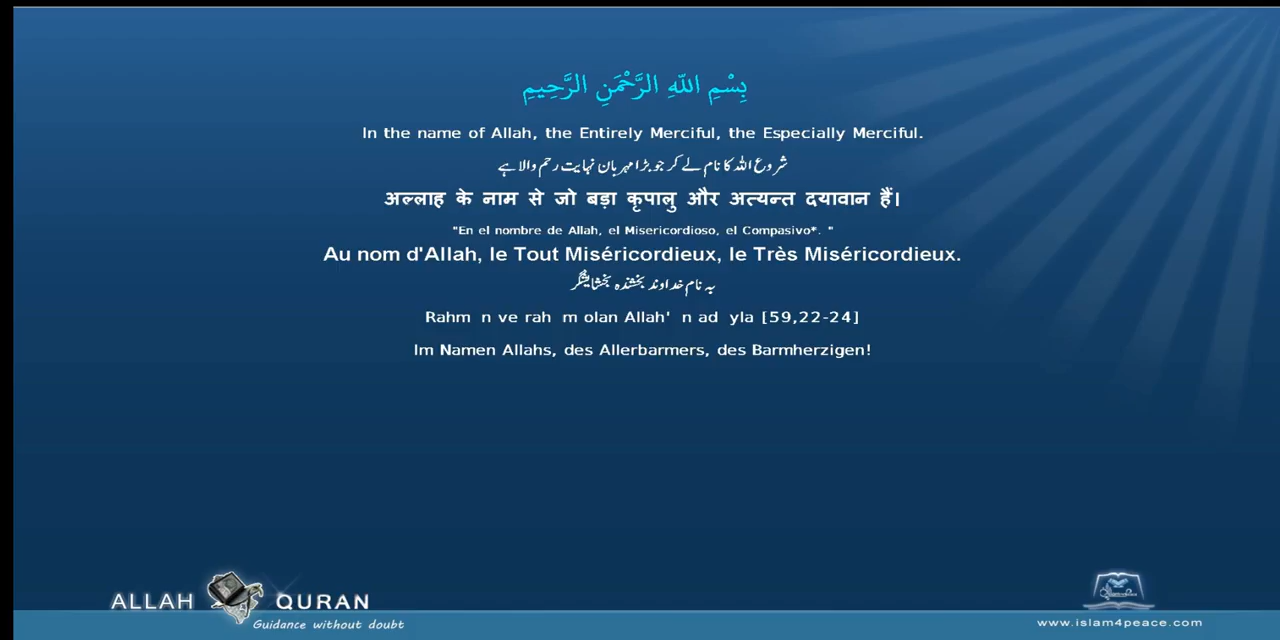 بِسْمِ اللّهِ الرَّحْمَنِ الرَّحِيمِ
In the name of Allah, the Entirely Merciful, the Especially Merciful.
شروع اللہ کا نام لے کر جو بڑا مہربان نہایت رحم والا ہے
अल्लाह के नाम से जो बड़ा कृपालु और अत्यन्त दयावान हैं।
"En el nombre de Allah, el Misericordioso, el Compasivo*. "
Au nom d'Allah, le Tout Miséricordieux, le Très Miséricordieux.
به نام خداوند بخشنده بخشایشگر
Rahm n ve rah m olan Allah' n ad yla [59,22-24]
Im Namen Allahs, des Allerbarmers, des Barmherzigen!
ALLAH QURAN
Guidance without doubt
www.islam4peace.com